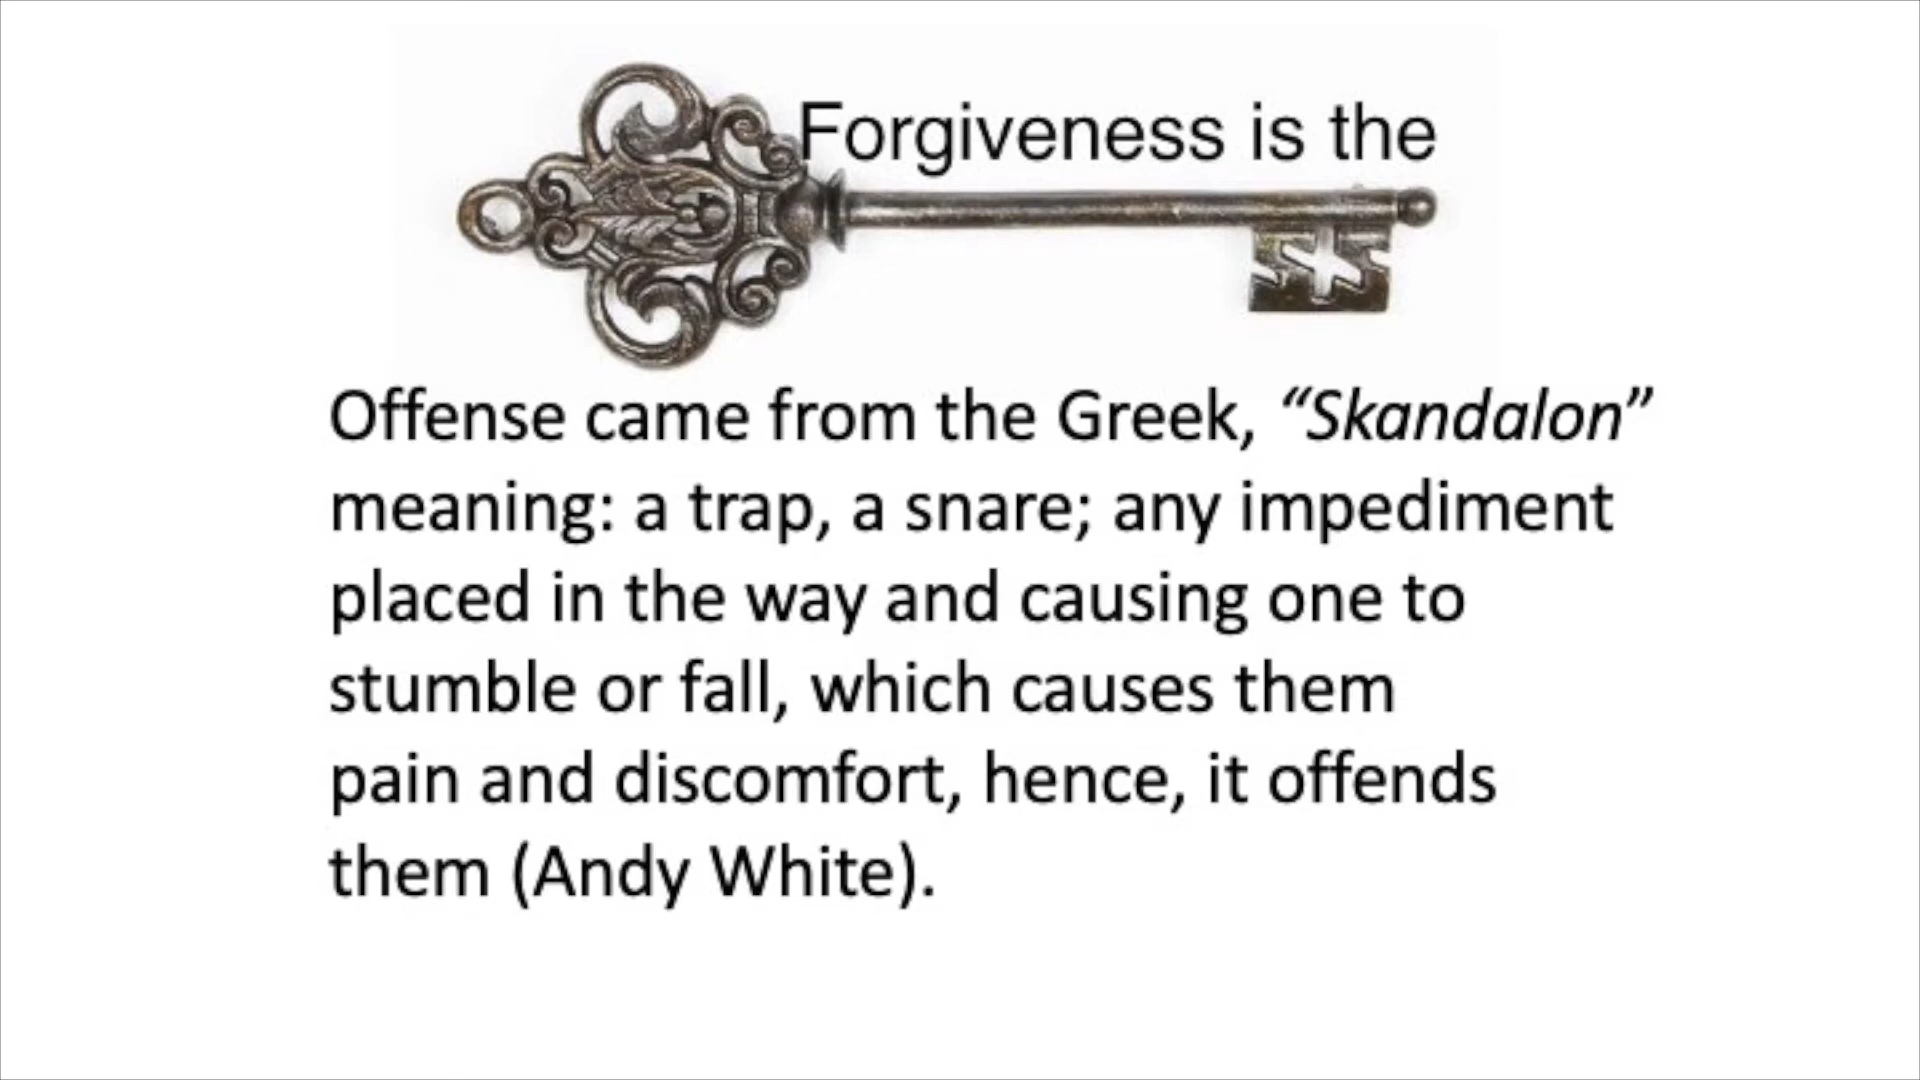 Forgiveness is the
Offense came from the Greek, “Skandalon”
meaning: a trap, a snare; any impediment
placed in the way and causing one to
stumble or fall, which causes them
pain and discomfort, hence, it offends
them (Andy White).